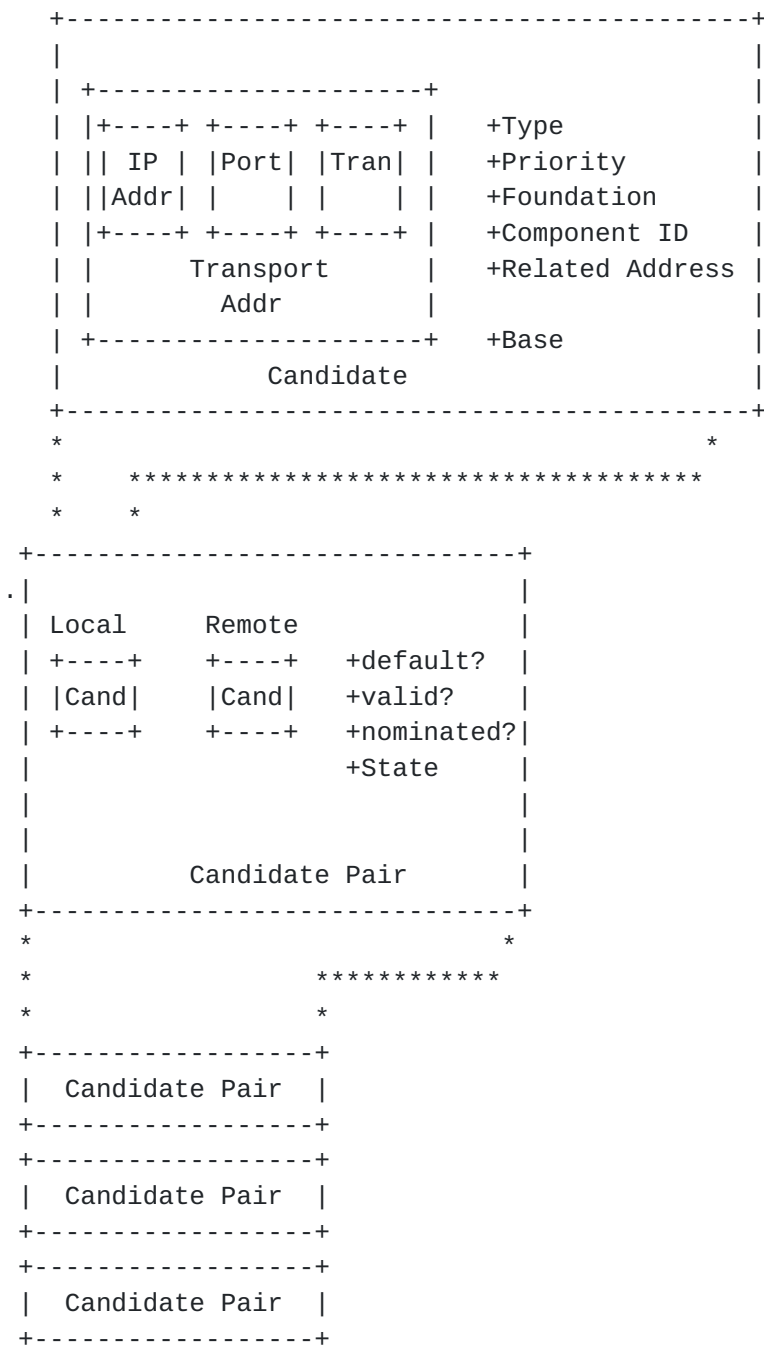 +--------------------------------------------+
|                                            |
| +---------------------+                    |
| |+----+ +----+ +----+ |   +Type            |
| || IP | |Port| |Tran| |   +Priority        |
| ||Addr| |    | |    | |   +Foundation      |
| |+----+ +----+ +----+ |   +Component ID    |
| |      Transport      |   +Related Address |
| |        Addr         |                    |
| +---------------------+   +Base            |
|             Candidate                      |
+--------------------------------------------+
*                                         *
*    *************************************
*    *
+-------------------------------+
.|                               |
| Local     Remote              |
| +----+    +----+   +default?  |
| |Cand|    |Cand|   +valid?    |
| +----+    +----+   +nominated?|
|                    +State     |
|                               |
|                               |
|          Candidate Pair       |
+-------------------------------+
*                              *
*                  ************
*                  *
+------------------+
|  Candidate Pair  |
+------------------+
+------------------+
|  Candidate Pair  |
+------------------+
+------------------+
|  Candidate Pair  |
+------------------+